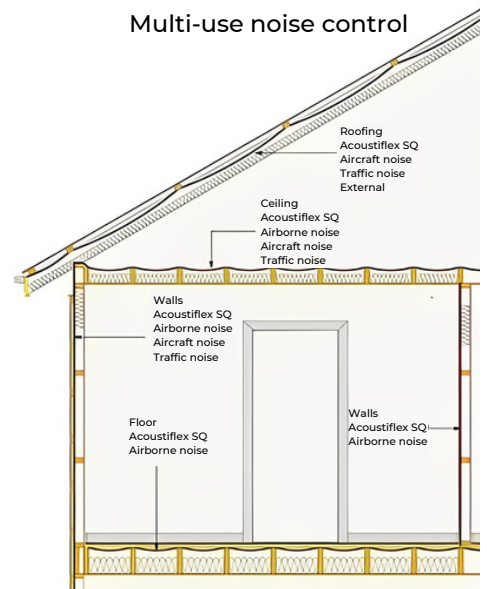 Multi-use noise control
Roofing
Acoustiflex SQ
Aircraft noise
Traffic noise
External
Ceiling
Acoustiflex SQ
Airborne noise
Aircraft noise
Traffic noise
Walls
Acoustiflex SQ
Airborne noise
Aircraft noise
Traffic noise
Walls
Acoustiflex SQ
Airborne noise
Floor
Acoustiflex SQ
Airborne noise